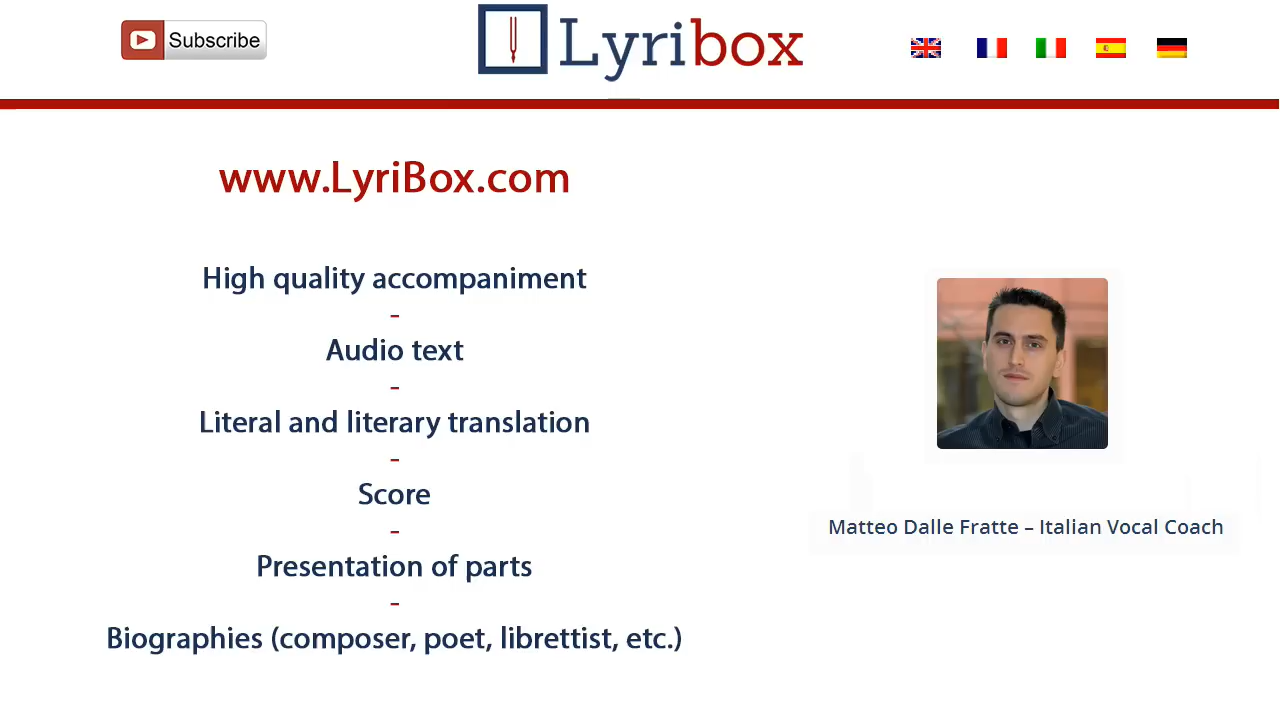 Subscribe
Lyribox
www.LyriBox.com
High quality accompaniment
-
Audio text
-
Literal and literary translation
-
Score
-
Presentation of parts
-
Biographies (composer, poet, librettist, etc.)
Matteo Dalle Fratte – Italian Vocal Coach